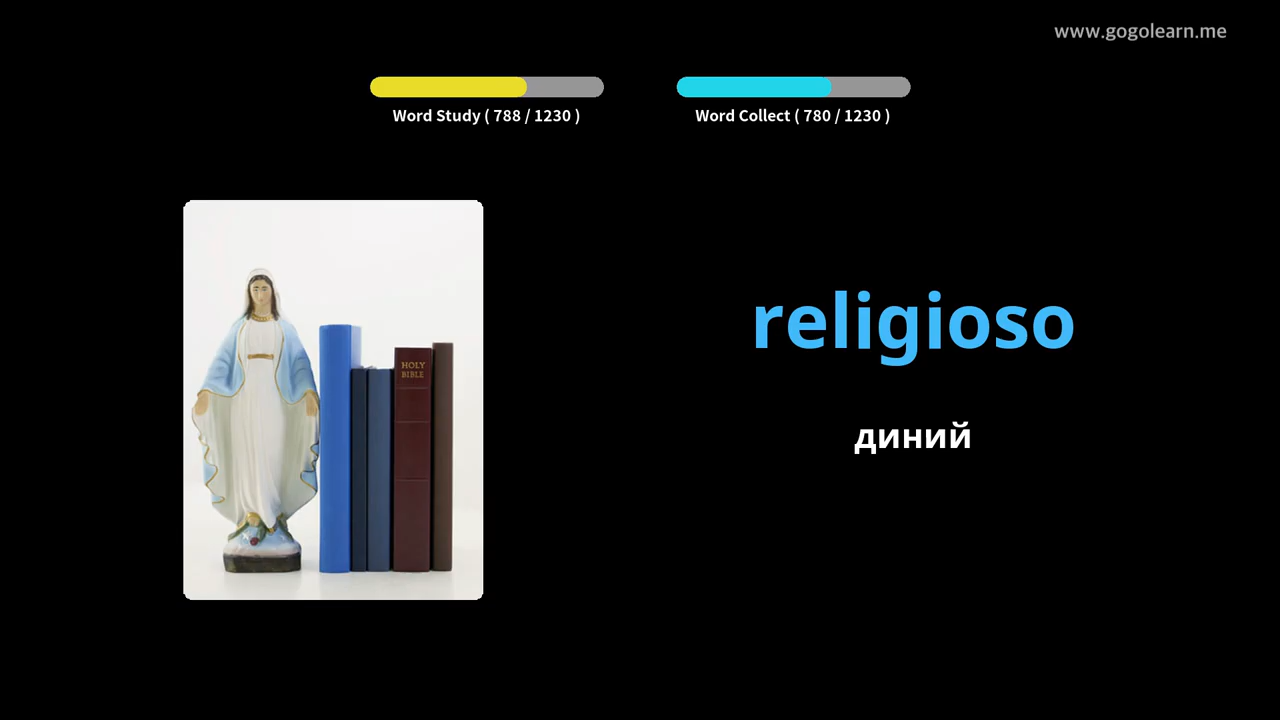 www.gogolearn.me
Word Study ( 788 / 1230 )
Word Collect ( 780 / 1230 )
HOLY
BIBLE
religioso
диний